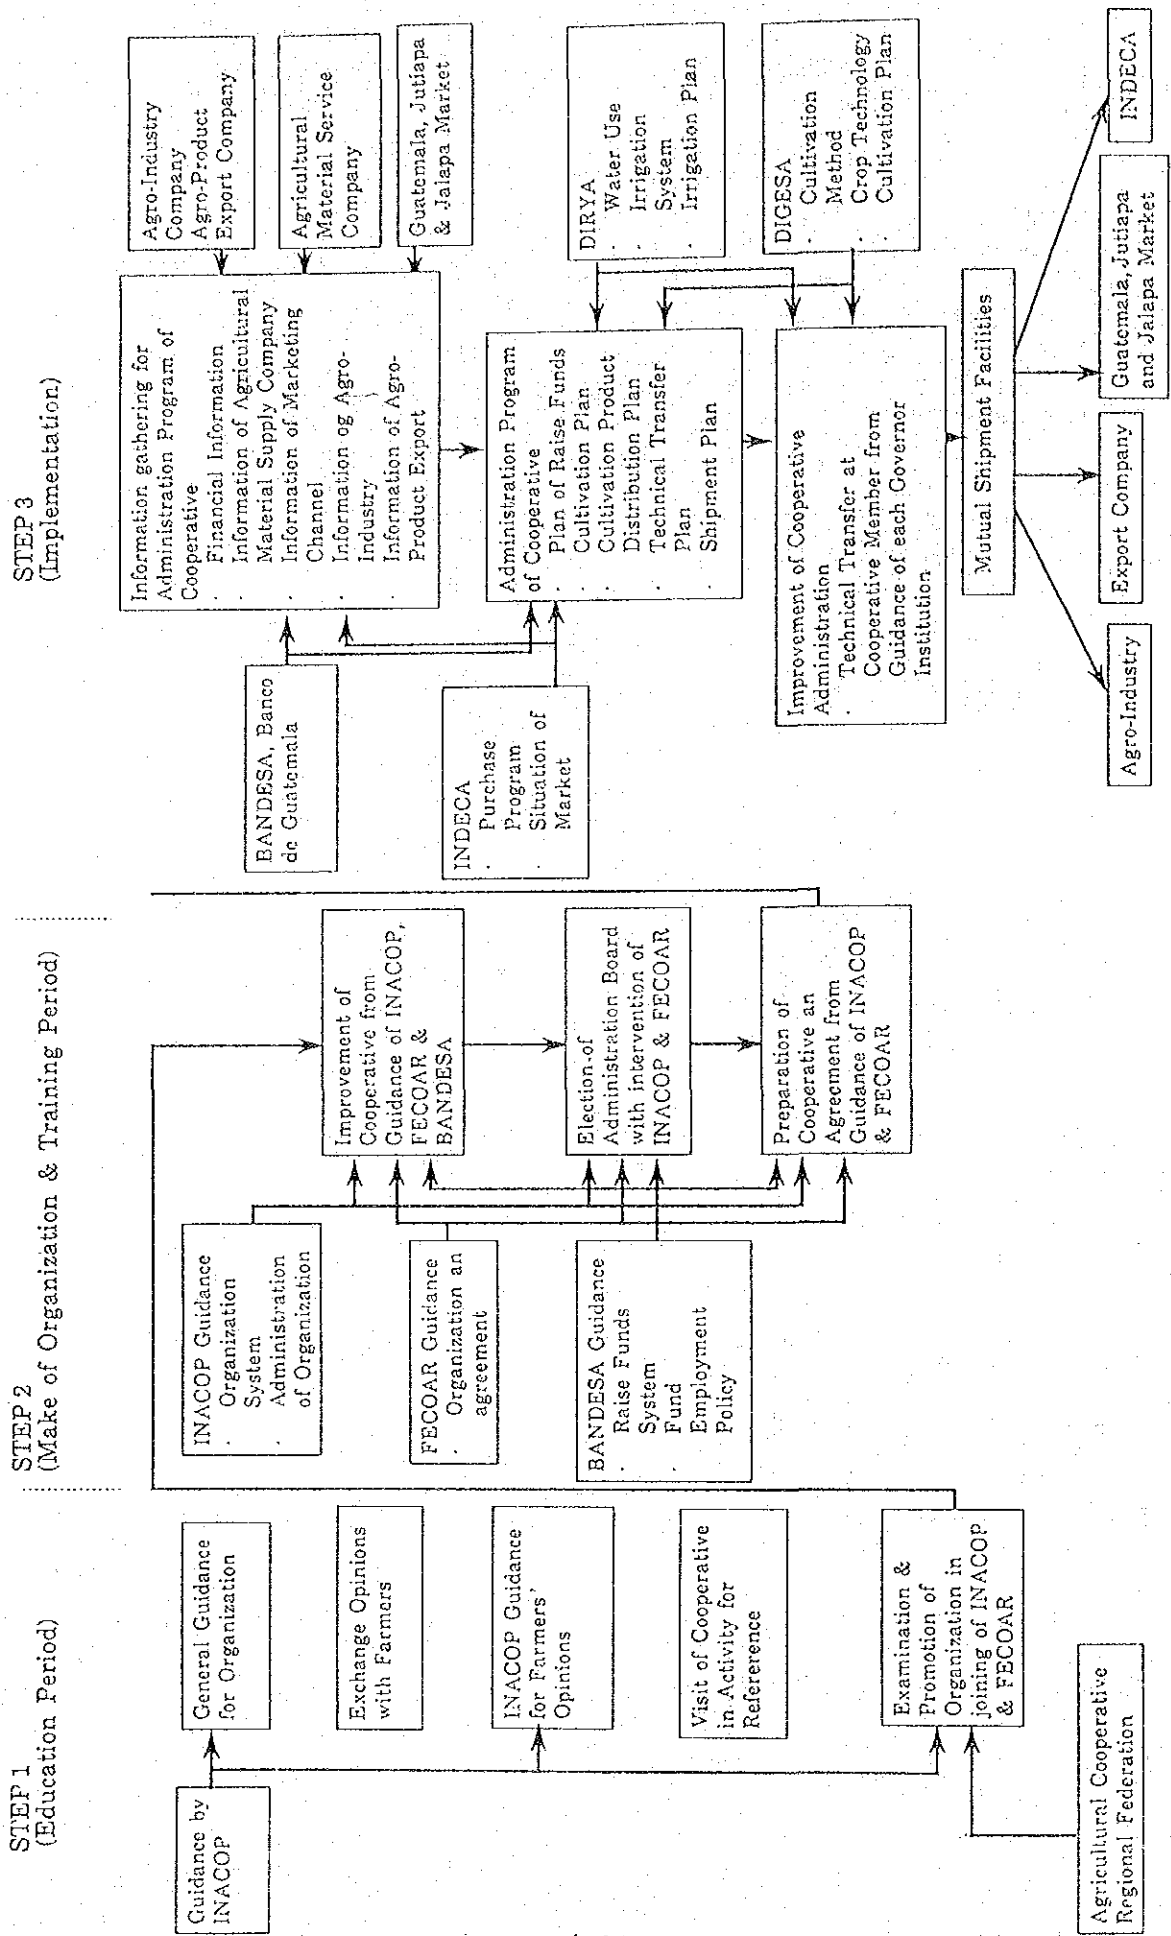 STEP 1
(Education Period)
Guidance by
INACOP
General Guidance
for Organization
Exchange Opinions
with Farmers
INACOP Guidance
for Farmers'
Opinions
Visit of Cooperative
in Activity for
Refererence
Examination &
Promotion of
Organization in
joining of INACOP
& FECOAR
Agricultural Cooperative
Regional Federation
STEP 2
(Make of Organization & Training Period)
INACOP Guidance
. Organization
System
. Administration
of Organization
FECOAR Guidance
. Organization an
agreement
BANDESA Guidance
. Raise Funds
System
. Fund
Employment
Policy
Improvement of
Cooperative from
Guidance of INACOP,
FECOAR &
BANDESA
Election of
Administration Board
with intervention of
INACOP & FECOAR
Preparation of
Cooperative an
Agreement from
Guidance of INACOP
& FECOAR
STEP 3
(Implementation)
BANDESA, Banco
de Guatemala
INDECA
. Purchase
Program
. Situation of
Market
Information gathering for
Administration Program of
Cooperative
. Financial Information
. Information of Agricultural
Material Supply Company
. Information of Marketing
Channel
. Information og Agro-
Industry
. Information of Agro-
Product Export
Administration Program
of Cooperative
. Plan of Raise Funds
. Cultivation Plan
. Cultivation Product
Distribution Plan
. Technical Transfer
Plan
. Shipment Plan
Improvement of Cooperative
Administration
. Technical Transfer at
Cooperative Member from
Guidance of each Governor
Institution
Mutual Shipment Facilities
Agro-Industry
Company
Agro-Product
Export Company
Agricultural
Material Service
Company
Guatemala, Jutiapa
& Jalapa Market
DIRYA
. Water Use
. Irrigation
System
. Irrigation Plan
DIGESA
. Cultivation
Method
. Crop Technology
. Cultivation Plan
Agro-Industry
Export Company
Guatemala, Jutiapa
and Jalapa Market
INDECA